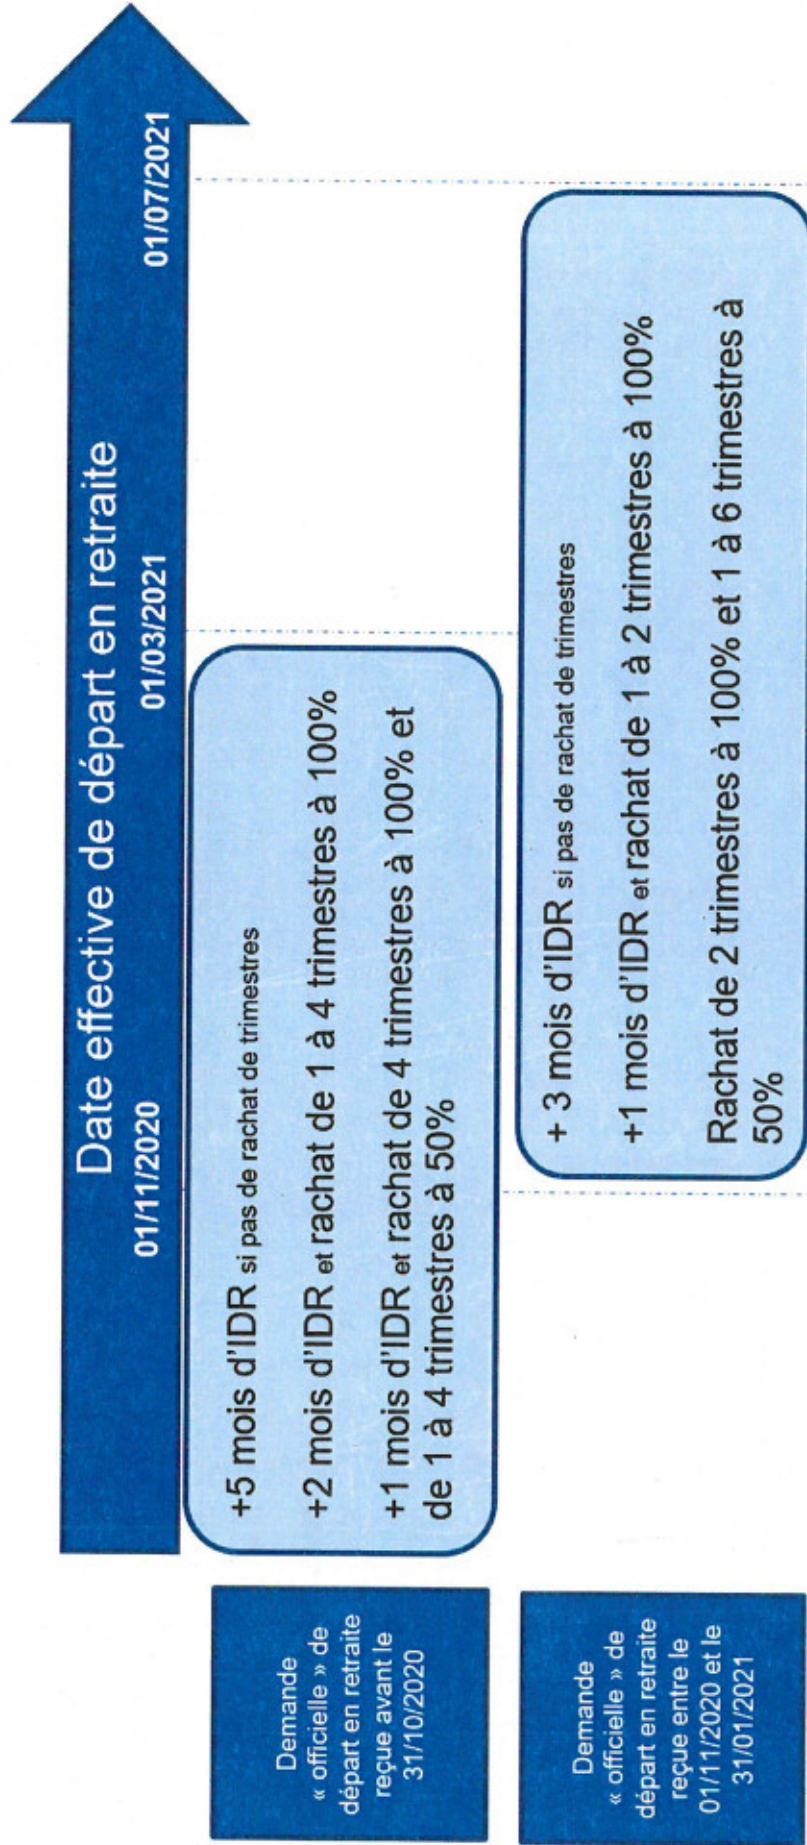 Date effective de départ en retraite
01/11/2020
01/03/2021
01/07/2021
Demande
« officielle » de
départ en retraite
reçue avant le
31/10/2020
+5 mois d'IDR si pas de rachat de trimestres
+2 mois d'IDR et rachat de 1 à 4 trimestres à 100%
+1 mois d'IDR et rachat de 4 trimestres à 100% et
de 1 à 4 trimestres à 50%
Demande
« officielle » de
départ en retraite
reçue entre le
01/11/2020 et le
31/01/2021
+ 3 mois d'IDR si pas de rachat de trimestres
+1 mois d'IDR et rachat de 1 à 2 trimestres à 100%
Rachat de 2 trimestres à 100% et 1 à 6 trimestres à
50%